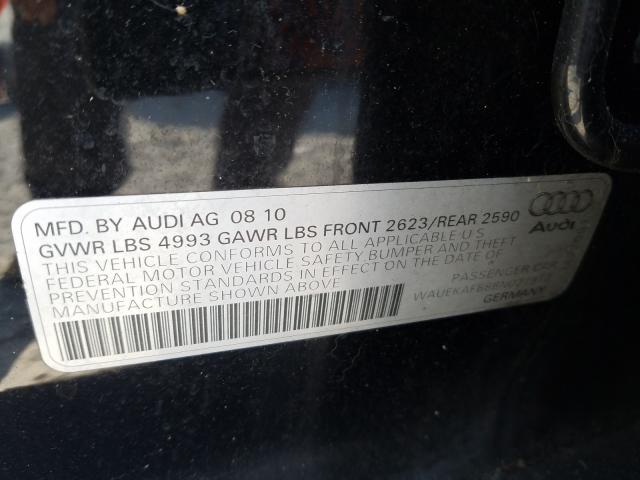 MFD. BY AUDI AG 08 10
GVWR LBS 4993 GAWR LBS FRONT 2623/REAR 2590
THIS VEHICLE CONFORMS TO ALL APPLICABLE U S
FEDERAL MOTOR VEHICLE SAFETY BUMPER AND THEFT
PREVENTION STANDARDS IN EFFECT ON THE DATE OF
MANUFACTURE SHOWN ABOVE
Audi
PASSENGER CAR
GERMANY